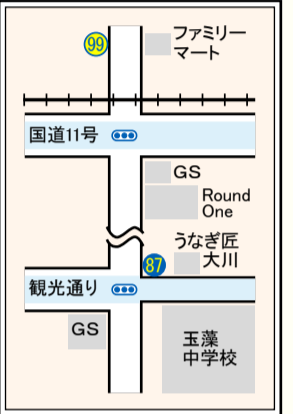 99
ファミリー
マート
国道11号
GS
Round
One
うなぎ匠
大川
87
観光通り
GS
玉藻
中学校